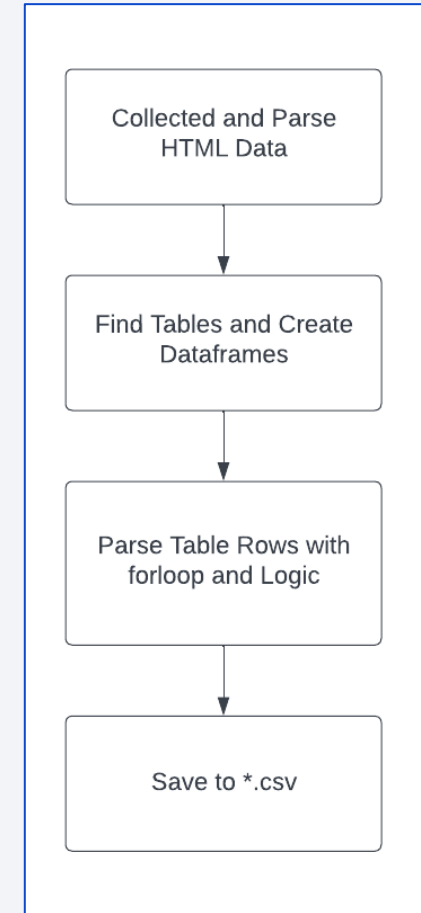 Collected and Parse
HTML Data
Find Tables and Create
Dataframes
Parse Table Rows with
forloop and Logic
Save to *.csv